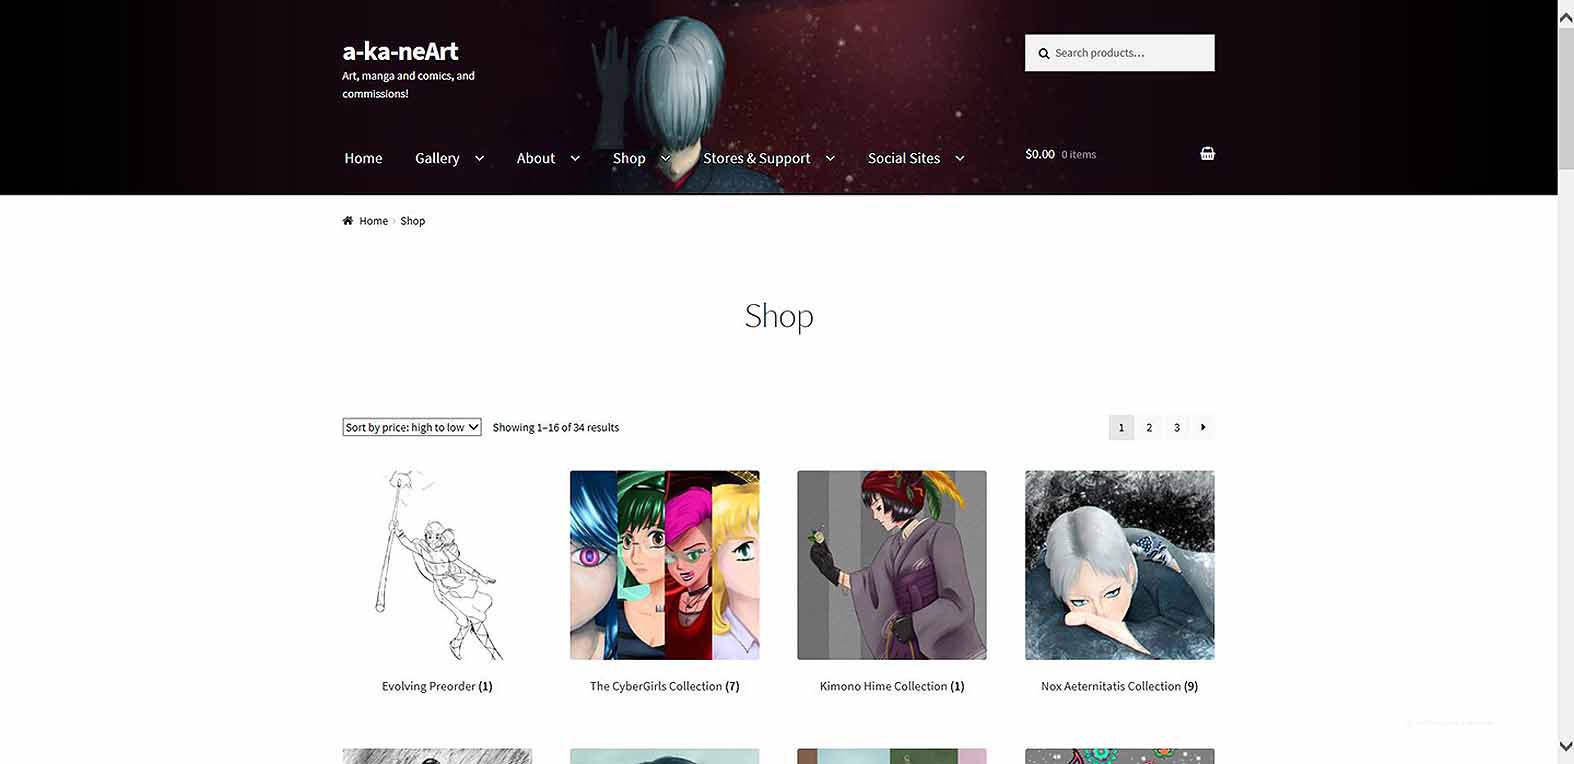 a-ka-neArt
Art, manga and comics, and
commissions!
Search products…
Home Gallery About Shop Stores & Support Social Sites
$0.00 0 items
Home Shop
Shop
Sort by price: high to low
Showing 1–16 of 34 results
1 2 3
Evolving Preorder (1)
The CyberGirls Collection (7)
Kimono Hime Collection (1)
Nox Aeternitatis Collection (9)